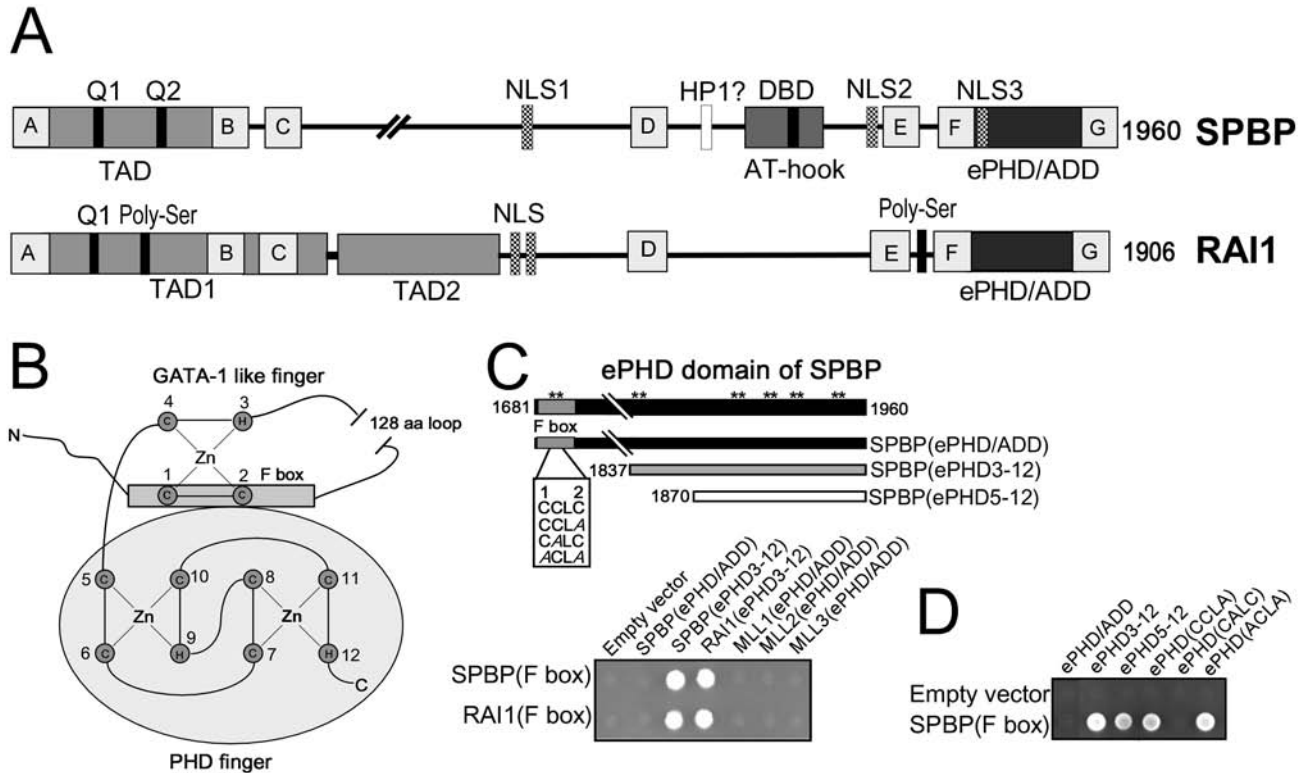 A
Q1 Q2 NLS1 HP1? DBD NLS2 NLS3
A B C D E F G 1960 SPBP
TAD AT-hook ePHD/ADD
Q1 Poly-Ser NLS Poly-Ser
A B C D E F G 1906 RAI1
TAD1 TAD2 ePHD/ADD
B
GATA-1 like finger
4 3
C H
N
128 aa loop
Zn
1 2 F box
C C
5 C C 10 C 8 C 11
Zn Zn
6 C H 9 C 7 H 12
C
PHD finger
C
ePHD domain of SPBP
** ** ** ** ** **
1681 1960
F box
SPBP(ePHD/ADD)
1837 SPBP(ePHD3-12)
1870 SPBP(ePHD5-12)
1 2
CCLC
CCLA
CALC
ACLA
Empty vector
SPBP(ePHD/ADD)
SPBP(ePHD3-12)
RAI1(ePHD3-12)
MLL1(ePHD/ADD)
MLL2(ePHD/ADD)
MLL3(ePHD/ADD)
SPBP(F box)
RAI1(F box)
D
ePHD/ADD
ePHD3-12
ePHD5-12
ePHD(CCLA)
ePHD(CALC)
ePHD(ACLA)
Empty vector
SPBP(F box)